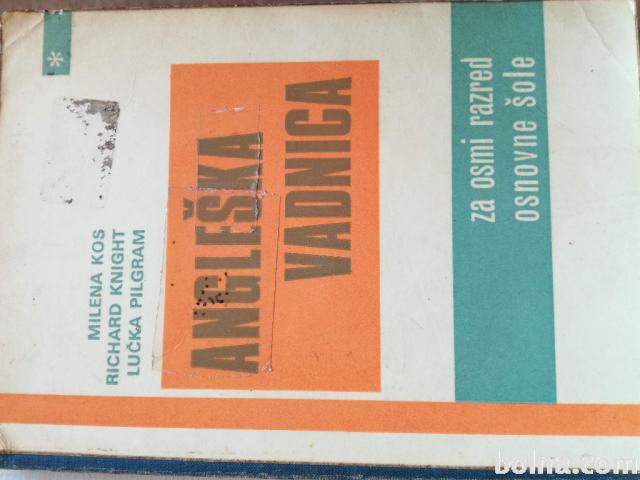 MILENA KOS
RICHARD KNIGHT
LUČKA PILGRAM
ANGLEŠKA
VADNICA
za osmi razred
osnovne šole
*
bolha.com